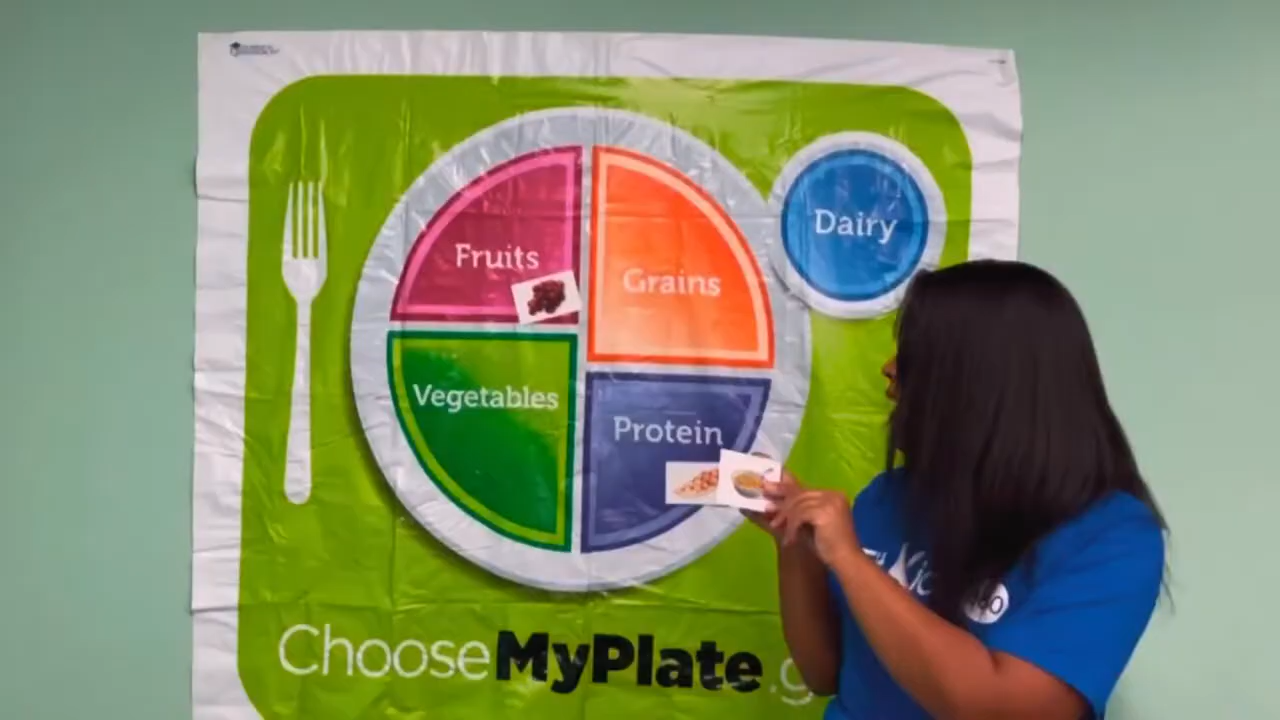 Fruits
Grains
Dairy
Vegetables
Protein
ChooseMyPlate.g